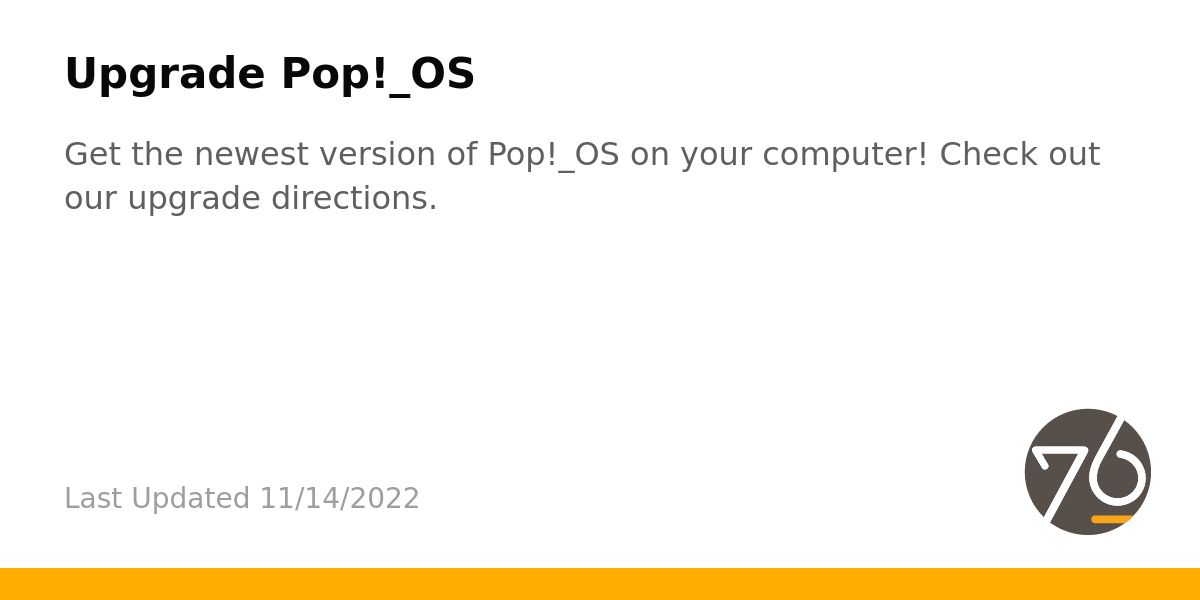 Upgrade Pop!_OS
Get the newest version of Pop!_OS on your computer! Check out
our upgrade directions.
Last Updated 11/14/2022
76